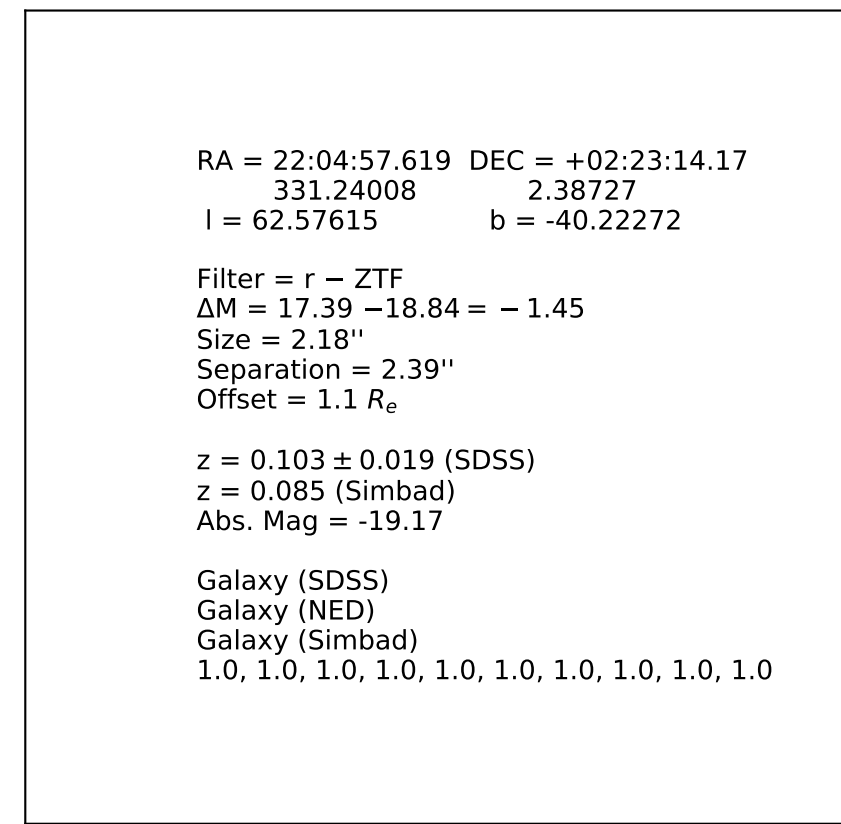 RA = 22:04:57.619  DEC = +02:23:14.17
331.24008 2.38727
l = 62.57615 b = -40.22272
Filter = r − ZTF
ΔM = 17.39 −18.84 = − 1.45
Size = 2.18''
Separation = 2.39''
Offset = 1.1 Rₑ
z = 0.103 ± 0.019 (SDSS)
z = 0.085 (Simbad)
Abs. Mag = -19.17
Galaxy (SDSS)
Galaxy (NED)
Galaxy (Simbad)
1.0, 1.0, 1.0, 1.0, 1.0, 1.0, 1.0, 1.0, 1.0, 1.0